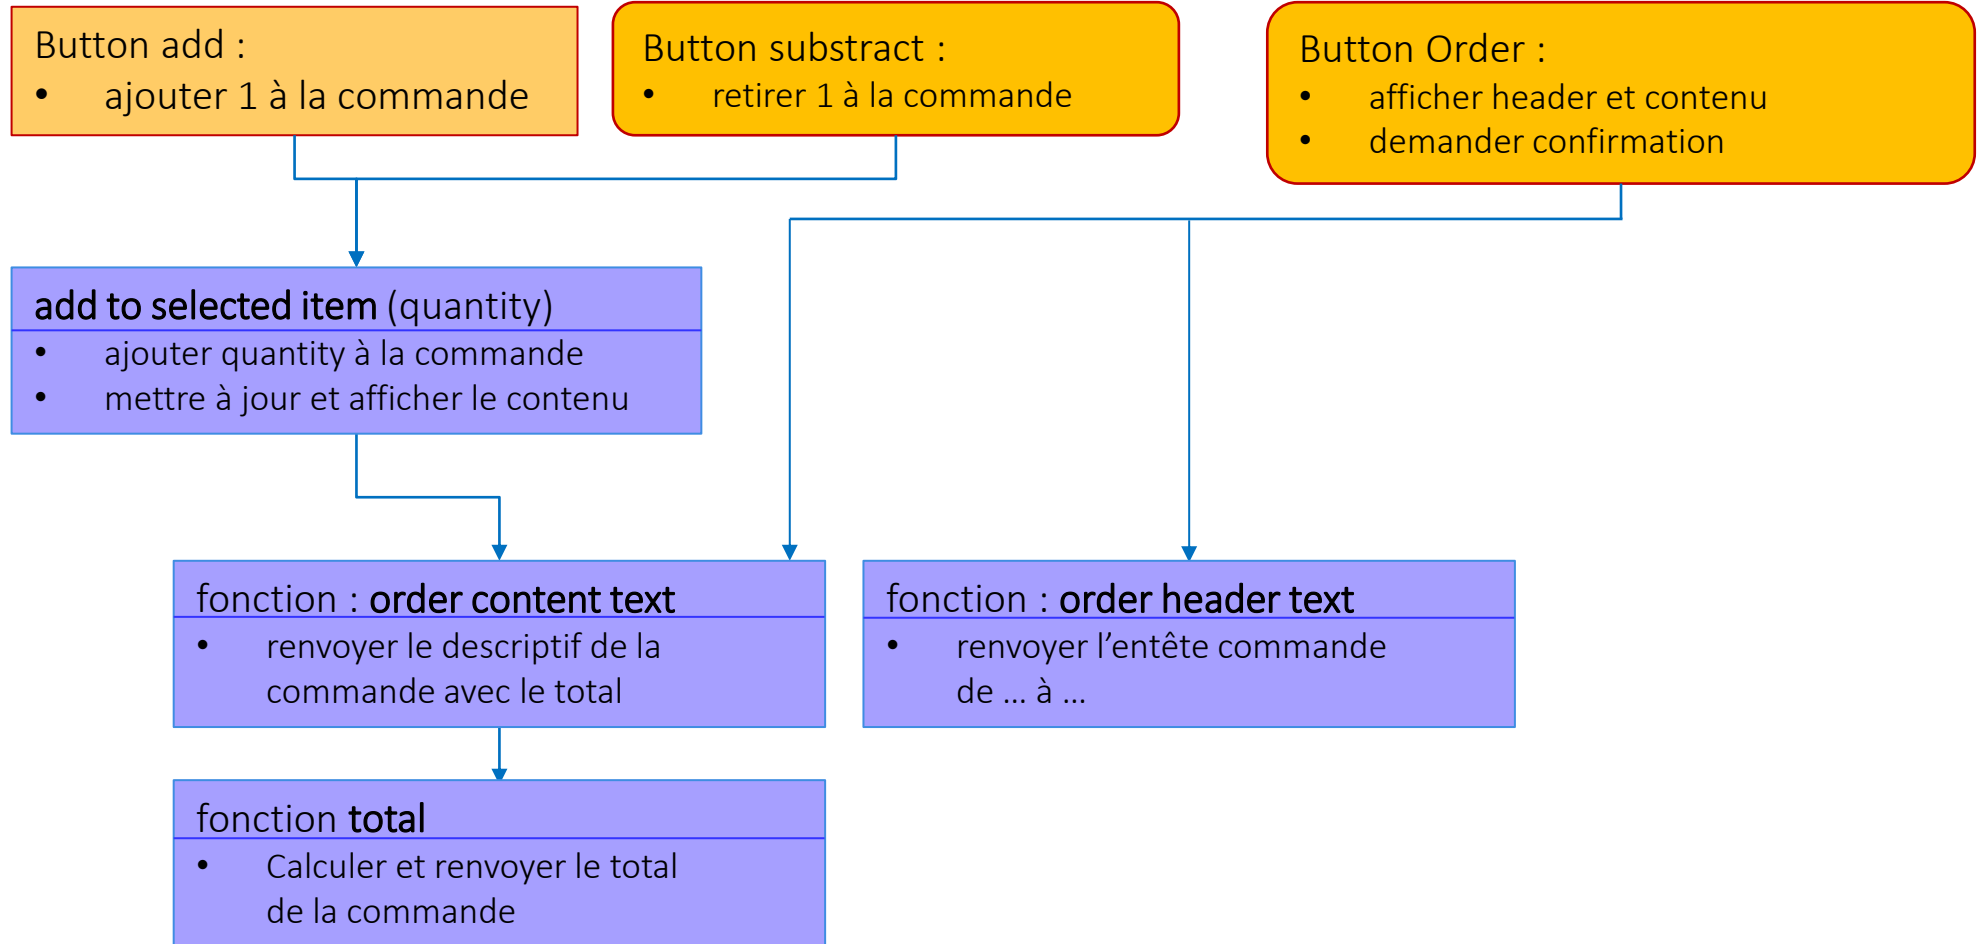 Button add :
• ajouter 1 à la commande
Button substract :
• retirer 1 à la commande
Button Order :
• afficher header et contenu
• demander confirmation
add to selected item (quantity)
• ajouter quantity à la commande
• mettre à jour et afficher le contenu
fonction : order content text
• renvoyer le descriptif de la
commande avec le total
fonction : order header text
• renvoyer l’entête commande
de … à …
fonction total
• Calculer et renvoyer le total
de la commande